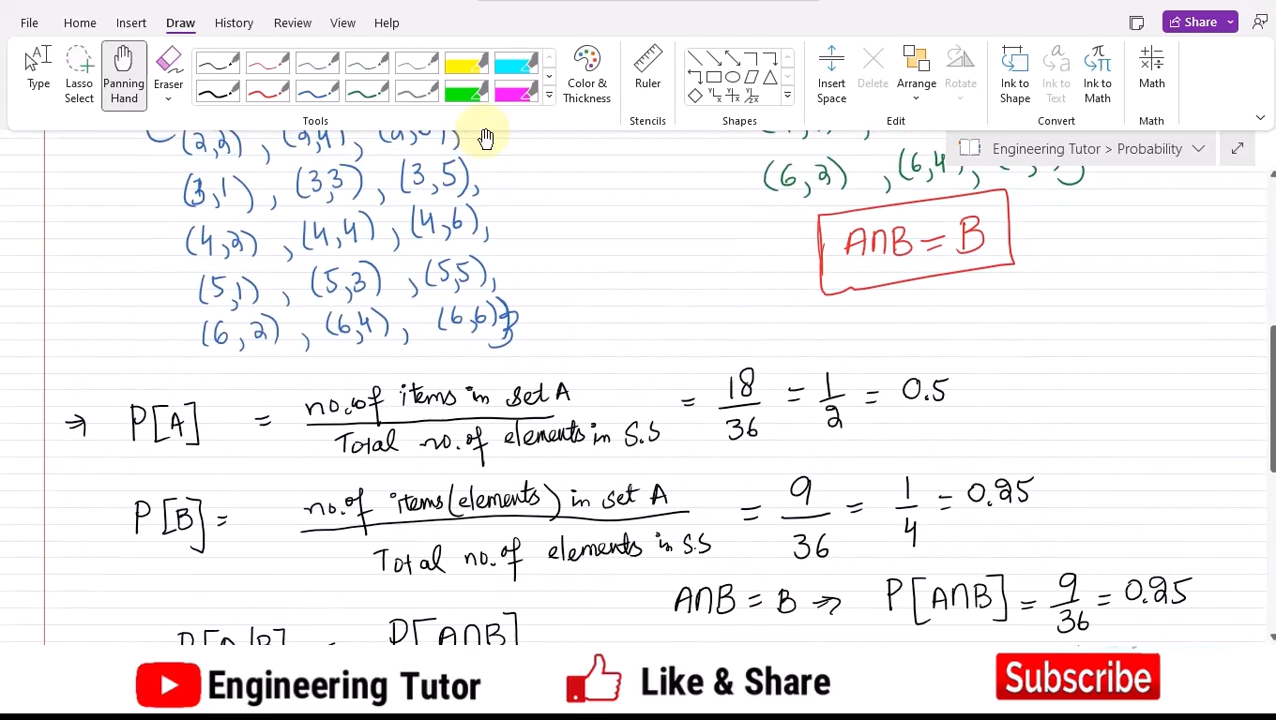 File Home Insert Draw History Review View Help Share
Type Lasso Select Panning Hand Eraser Color & Thickness Ruler Insert Space Delete Arrange Rotate Ink to Shape Ink to Text Ink to Math Math
Tools Stencils Shapes Edit Convert Math
Engineering Tutor > Probability
(2,2) , (2,4) ,
(6,2) , (6,4) ,
(3,1) , (3,3) , (3,5),
A∩B = B
(4,2) , (4,4) , (4,6),
(5,1) , (5,3) , (5,5),
(6,2) , (6,4) , (6,6)}
⇒ P[A] = no. of items in set A / Total no. of elements in S.S = 18/36 = 1/2 = 0.5
P[B] = no. of items (elements) in set A / Total no. of elements in S.S = 9/36 = 1/4 = 0.25
A∩B = B ⇒ P[A∩B] = 9/36 = 0.25
P[A|B] = P[A∩B]
Engineering Tutor Like & Share Subscribe